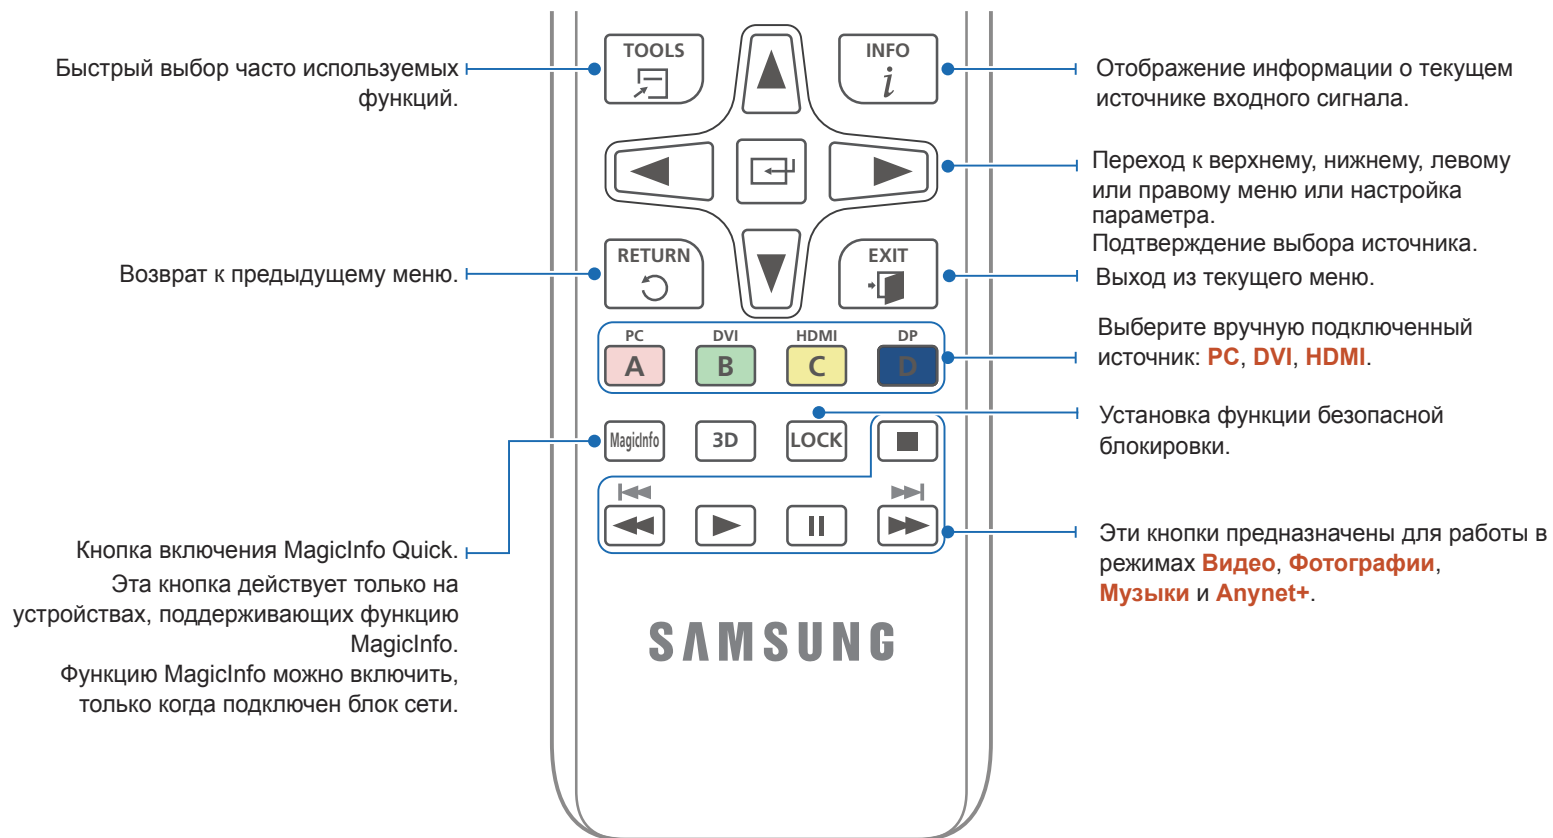 Быстрый выбор часто используемых
функций.
Возврат к предыдущему меню.
Кнопка включения MagicInfo Quick.
Эта кнопка действует только на
устройствах, поддерживающих функцию
MagicInfo.
Функцию MagicInfo можно включить,
только когда подключен блок сети.
TOOLS
INFO
i
RETURN
EXIT
PC DVI HDMI DP
A B C D
MagicInfo 3D LOCK
SAMSUNG
Отображение информации о текущем
источнике входного сигнала.
Переход к верхнему, нижнему, левому
или правому меню или настройка
параметра.
Подтверждение выбора источника.
Выход из текущего меню.
Выберите вручную подключенный
источник: PC, DVI, HDMI.
Установка функции безопасной
блокировки.
Эти кнопки предназначены для работы в
режимах Видео, Фотографии,
Музыки и Anynet+.